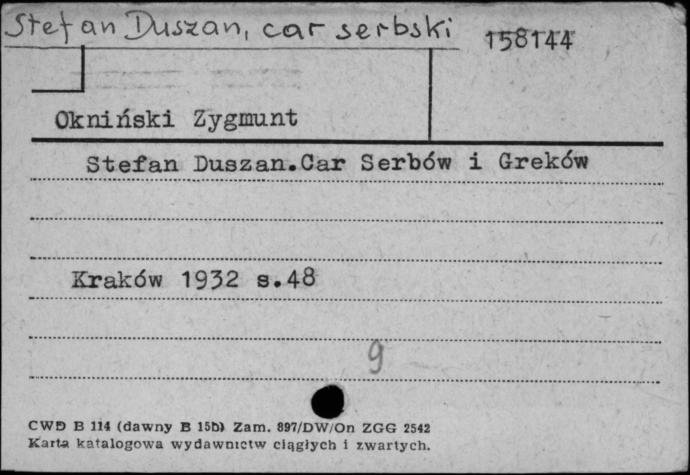 Stefan Duszan, car serbski
158144
Okniński Zygmunt
Stefan Duszan.Car Serbów i Greków
Kraków 1932 s.48
9
CWD B 114 (dawny B 15b) Zam. 897/DW/On ZGG 2542
Karta katalogowa wydawnictw ciągłych i zwartych.